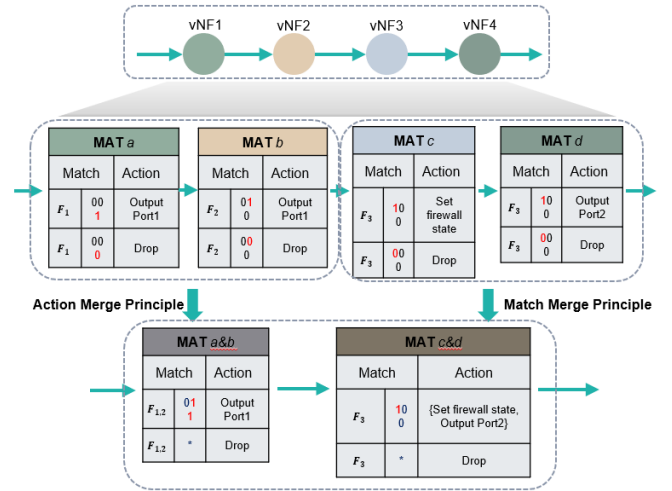 vNF1 vNF2 vNF3 vNF4
MAT a
Match Action
F1 00 1 Output Port1
F1 00 0 Drop
MAT b
Match Action
F2 01 0 Output Port1
F2 00 0 Drop
MAT c
Match Action
F3 10 0 Set firewall state
F3 00 0 Drop
MAT d
Match Action
F3 10 0 Output Port2
F3 00 0 Drop
Action Merge Principle
Match Merge Principle
MAT a&b
Match Action
F1,2 01 1 Output Port1
F1,2 * Drop
MAT c&d
Match Action
F3 10 0 {Set firewall state, Output Port2}
F3 * Drop